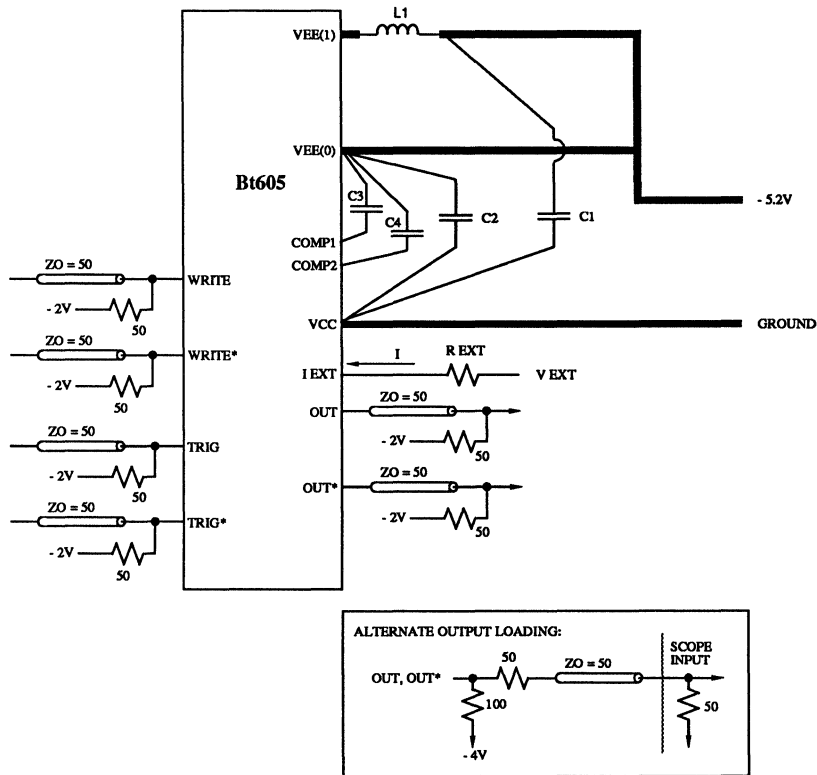 L1
VEE(1)
VEE(0)
Bt605
C3
C4
C2
C1
- 5.2V
COMP1
COMP2
ZO = 50
WRITE
- 2V
50
VCC
GROUND
ZO = 50
WRITE*
- 2V
50
I
R EXT
I EXT
V EXT
ZO = 50
OUT
- 2V
50
ZO = 50
TRIG
- 2V
50
ZO = 50
OUT*
- 2V
50
ZO = 50
TRIG*
- 2V
50
ALTERNATE OUTPUT LOADING:
SCOPE
INPUT
50
ZO = 50
OUT, OUT*
100
50
- 4V